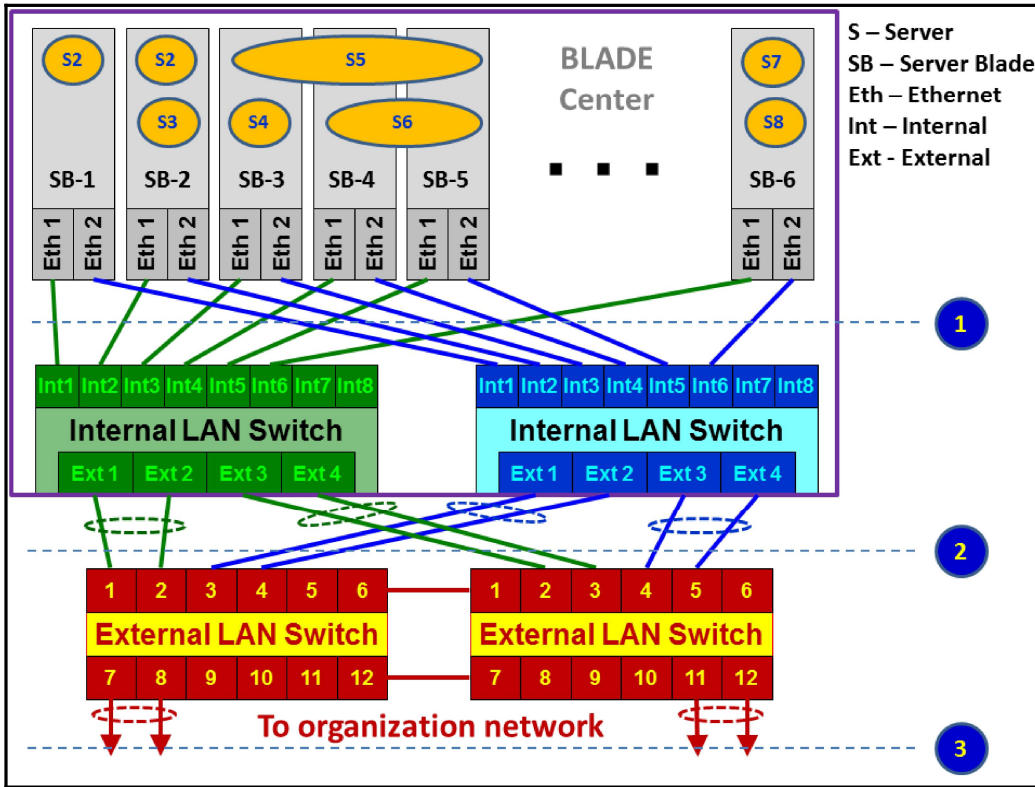 S2 S2 S5 BLADE S7
Center
S3 S4 S6 S8
SB-1 SB-2 SB-3 SB-4 SB-5 ... SB-6
Eth 1 Eth 2 Eth 1 Eth 2 Eth 1 Eth 2 Eth 1 Eth 2 Eth 1 Eth 2 Eth 1 Eth 2
S – Server
SB – Server Blade
Eth – Ethernet
Int – Internal
Ext - External
1
Int1 Int2 Int3 Int4 Int5 Int6 Int7 Int8
Internal LAN Switch
Ext 1 Ext 2 Ext 3 Ext 4
Int1 Int2 Int3 Int4 Int5 Int6 Int7 Int8
Internal LAN Switch
Ext 1 Ext 2 Ext 3 Ext 4
2
1 2 3 4 5 6
External LAN Switch
7 8 9 10 11 12
1 2 3 4 5 6
External LAN Switch
7 8 9 10 11 12
To organization network
3